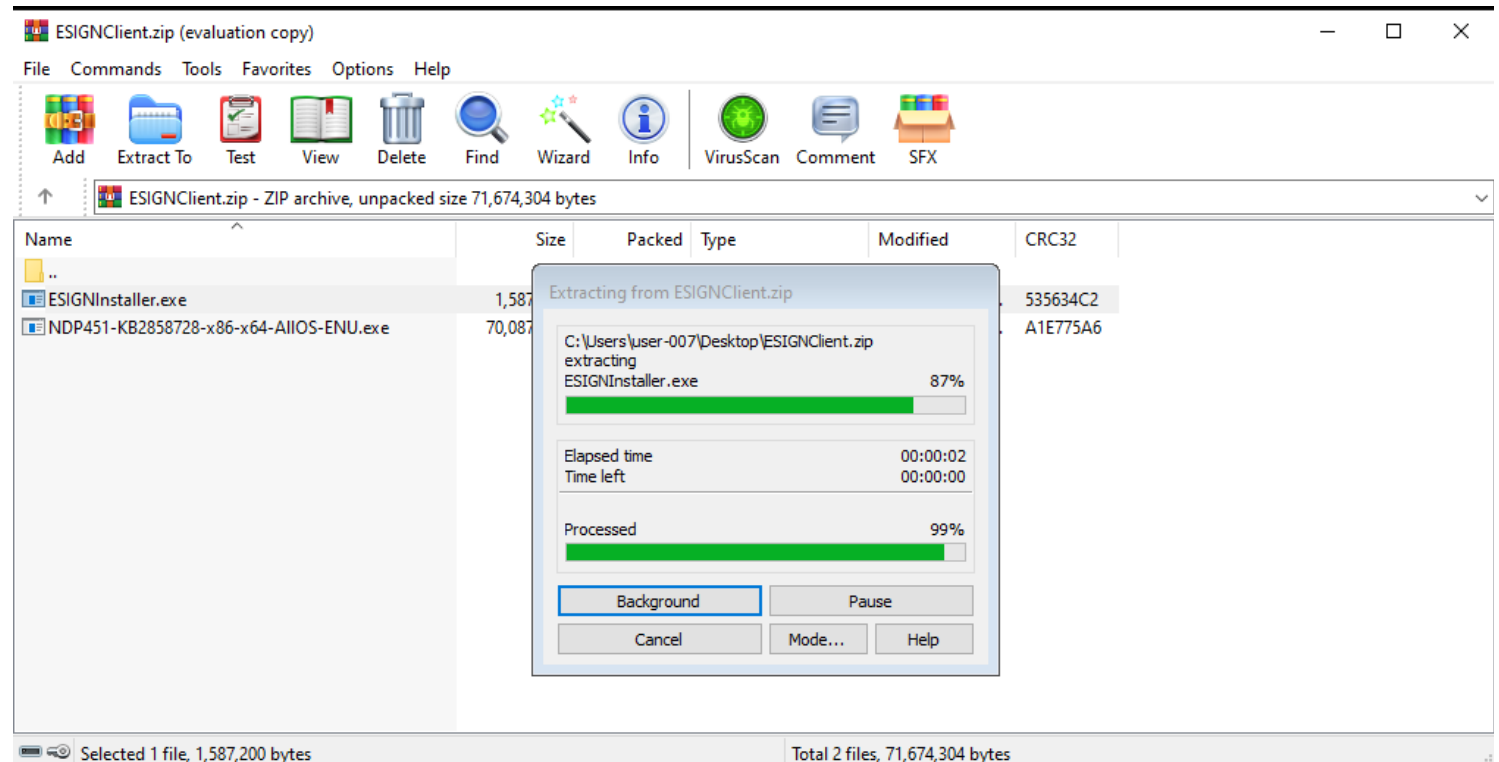 ESIGNClient.zip (evaluation copy)
File Commands Tools Favorites Options Help
Add Extract To Test View Delete Find Wizard Info VirusScan Comment SFX
ESIGNClient.zip - ZIP archive, unpacked size 71,674,304 bytes
Name Size Packed Type Modified CRC32
..
ESIGNInstaller.exe 1,587 535634C2
NDP451-KB2858728-x86-x64-AllOS-ENU.exe 70,087 A1E775A6
Extracting from ESIGNClient.zip
C:\Users\user-007\Desktop\ESIGNClient.zip
extracting
ESIGNInstaller.exe 87%
Elapsed time 00:00:02
Time left 00:00:00
Processed 99%
Background Pause
Cancel Mode... Help
Selected 1 file, 1,587,200 bytes Total 2 files, 71,674,304 bytes